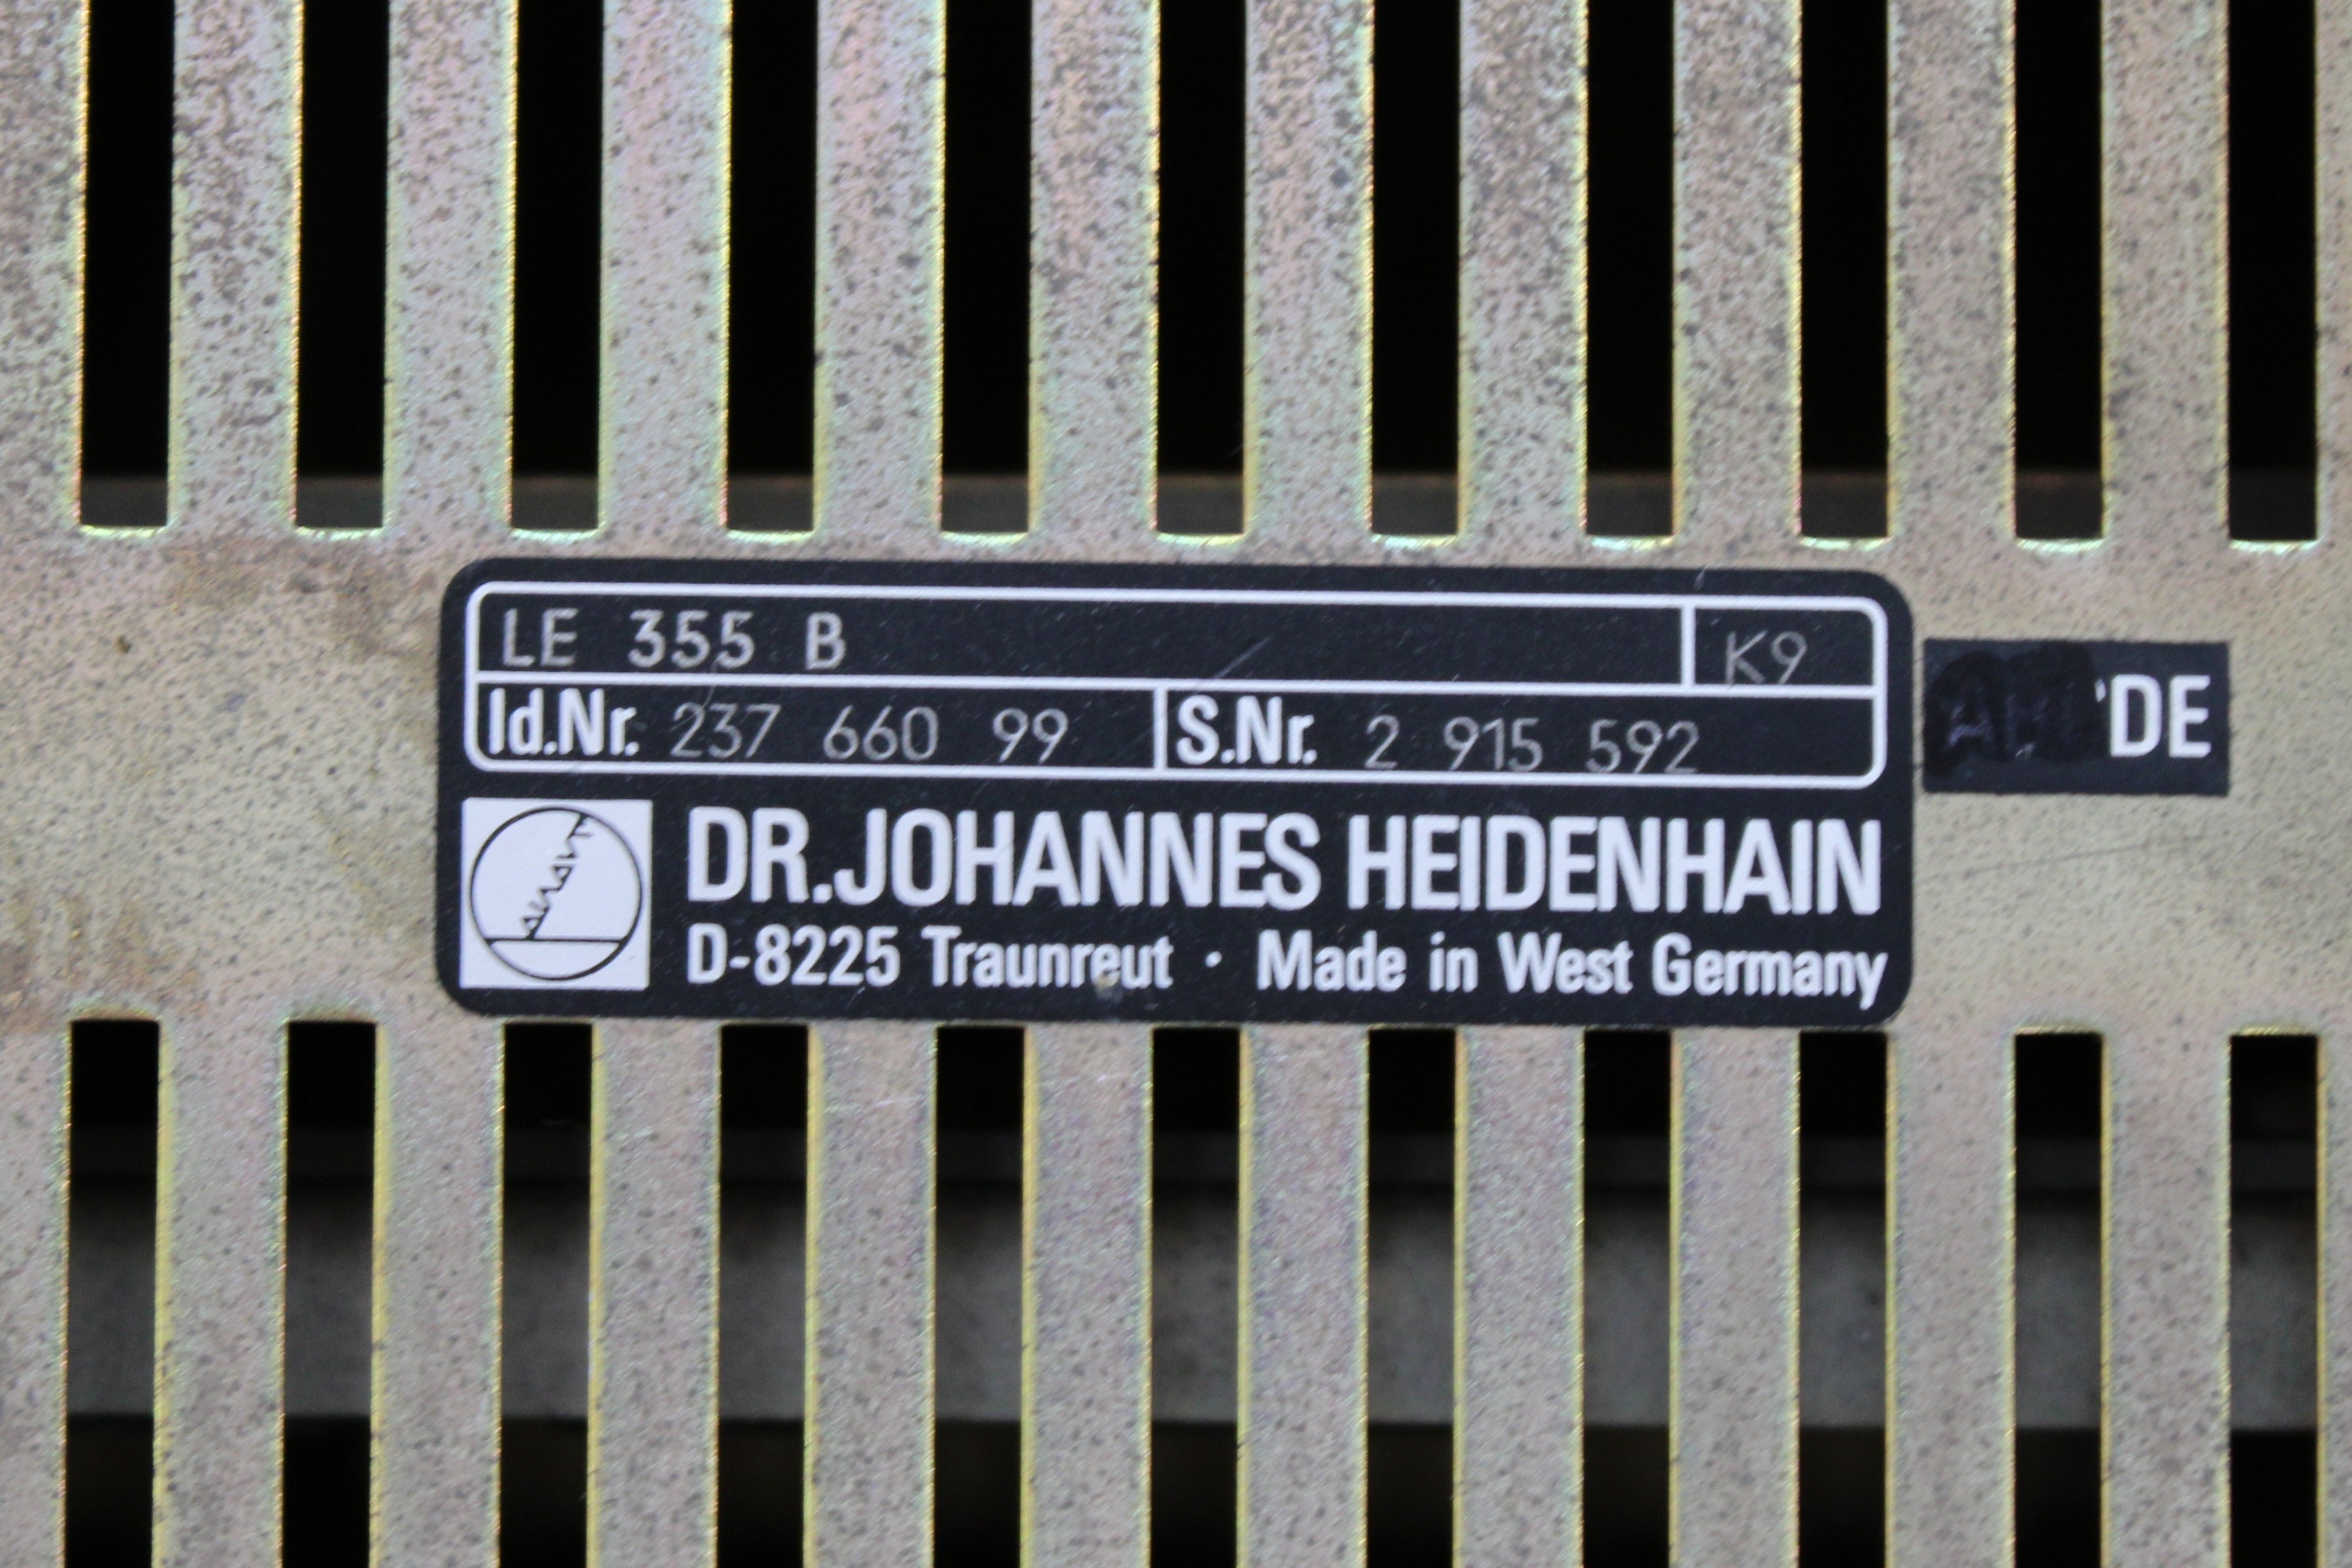 LE 355 B K9
Id.Nr. 237 660 99 S.Nr. 2 915 592
DE
DR.JOHANNES HEIDENHAIN
D-8225 Traunreut · Made in West Germany